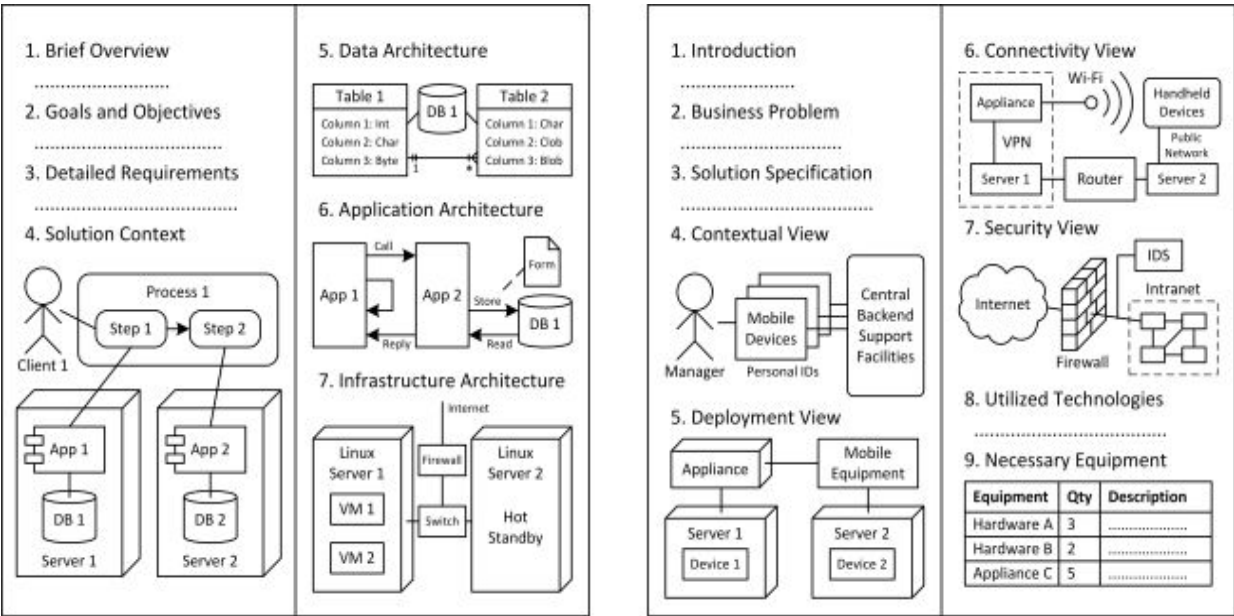 1. Brief Overview
............................
2. Goals and Objectives
.......................................
3. Detailed Requirements
..........................................
4. Solution Context
Process 1
Step 1
Step 2
Client 1
App 1
App 2
DB 1
DB 2
Server 1
Server 2
5. Data Architecture
Table 1
Column 1: Int
Column 2: Char
Column 3: Byte
DB 1
Table 2
Column 1: Char
Column 2: Clob
Column 3: Blob
1
*
6. Application Architecture
Call
Form
App 1
App 2
Store
DB 1
Reply
Read
7. Infrastructure Architecture
Internet
Linux
Server 1
Firewall
Linux
Server 2
VM 1
Switch
Hot
Standby
VM 2
1. Introduction
........................
2. Business Problem
.................................
3. Solution Specification
........................................
4. Contextual View
Mobile
Devices
Central
Backend
Support
Facilities
Manager
Personal IDs
5. Deployment View
Appliance
Mobile
Equipment
Server 1
Device 1
Server 2
Device 2
6. Connectivity View
Wi-Fi
Appliance
Handheld
Devices
VPN
Public
Network
Server 1
Router
Server 2
7. Security View
IDS
Internet
Intranet
Firewall
8. Utilized Technologies
........................................
9. Necessary Equipment
Equipment Qty Description
Hardware A 3 .....................
Hardware B 2 .....................
Appliance C 5 .....................